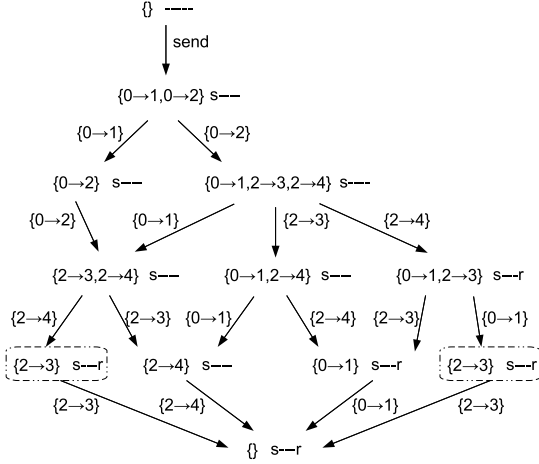 {} -----
send
{0→1,0→2} s----
{0→1} {0→2}
{0→2} s----
{0→1,2→3,2→4} s----
{0→2} {0→1} {2→3} {2→4}
{2→3,2→4} s----
{0→1,2→4} s----
{0→1,2→3} s---r
{2→4} {2→3} {0→1} {2→4} {2→3} {0→1}
{2→3} s---r
{2→4} s----
{0→1} s---r
{2→3} s---r
{2→3} {2→4} {0→1} {2→3}
{} s---r